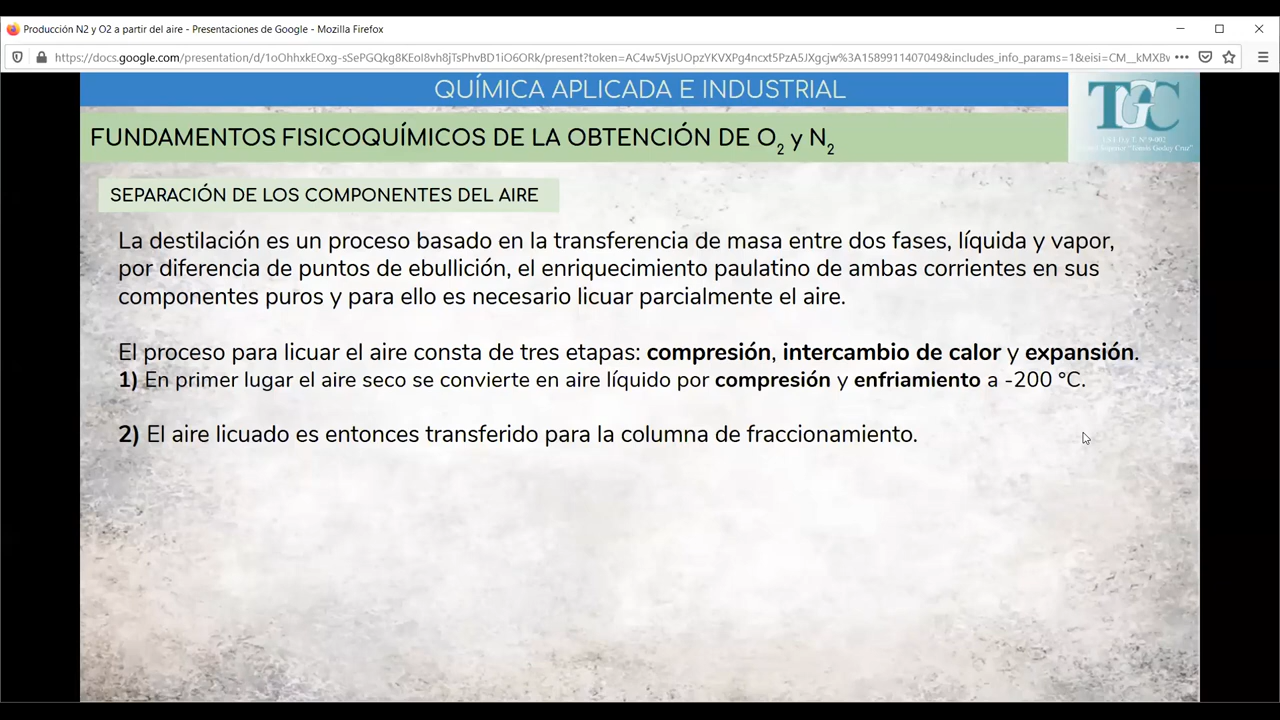 Producción N2 y O2 a partir del aire - Presentaciones de Google - Mozilla Firefox
QUÍMICA APLICADA E INDUSTRIAL
FUNDAMENTOS FISICOQUÍMICOS DE LA OBTENCIÓN DE O2 y N2
TGC
"Tomás Godoy Cruz"
SEPARACIÓN DE LOS COMPONENTES DEL AIRE
La destilación es un proceso basado en la transferencia de masa entre dos fases, líquida y vapor,
por diferencia de puntos de ebullición, el enriquecimiento paulatino de ambas corrientes en sus
componentes puros y para ello es necesario licuar parcialmente el aire.
El proceso para licuar el aire consta de tres etapas: compresión, intercambio de calor y expansión.
1) En primer lugar el aire seco se convierte en aire líquido por compresión y enfriamiento a -200 °C.
2) El aire licuado es entonces transferido para la columna de fraccionamiento.